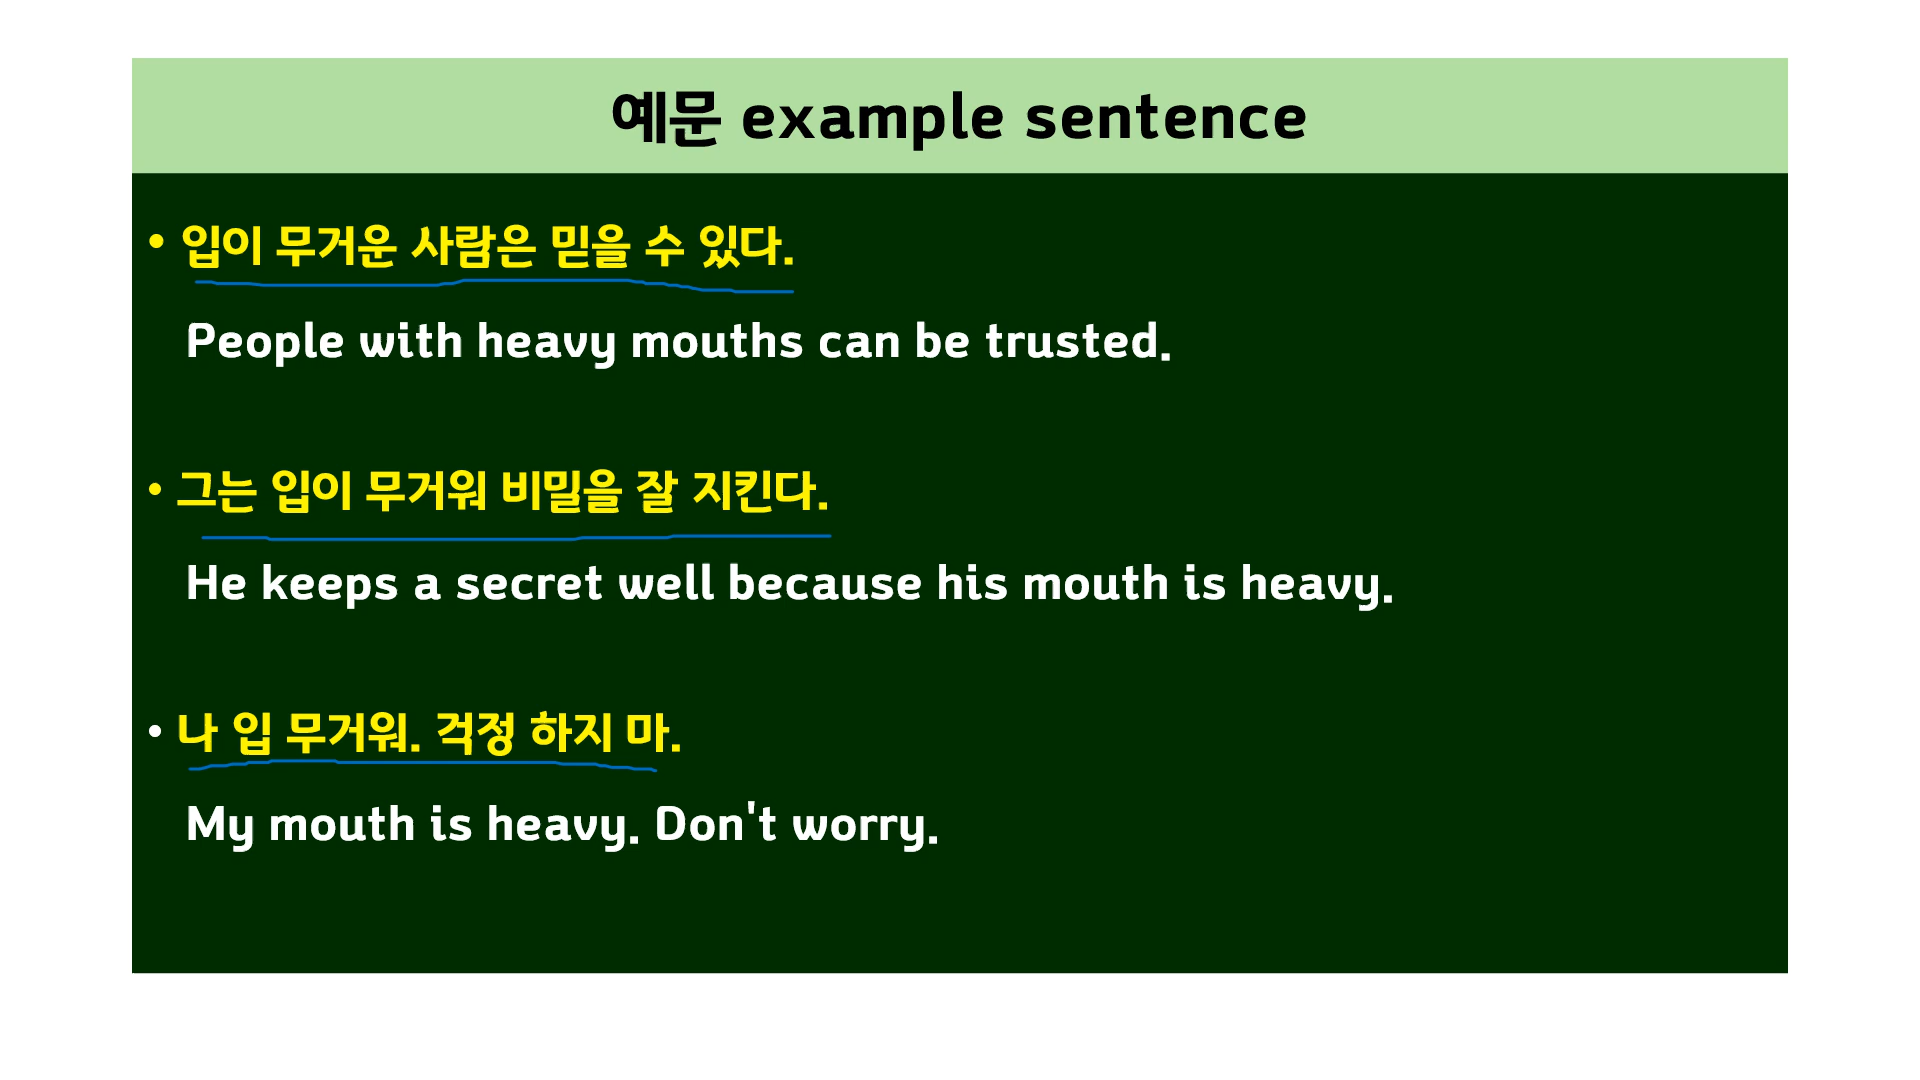 예문 example sentence
• 입이 무거운 사람은 믿을 수 있다.
People with heavy mouths can be trusted.
• 그는 입이 무거워 비밀을 잘 지킨다.
He keeps a secret well because his mouth is heavy.
• 나 입 무거워. 걱정 하지 마.
My mouth is heavy. Don't worry.